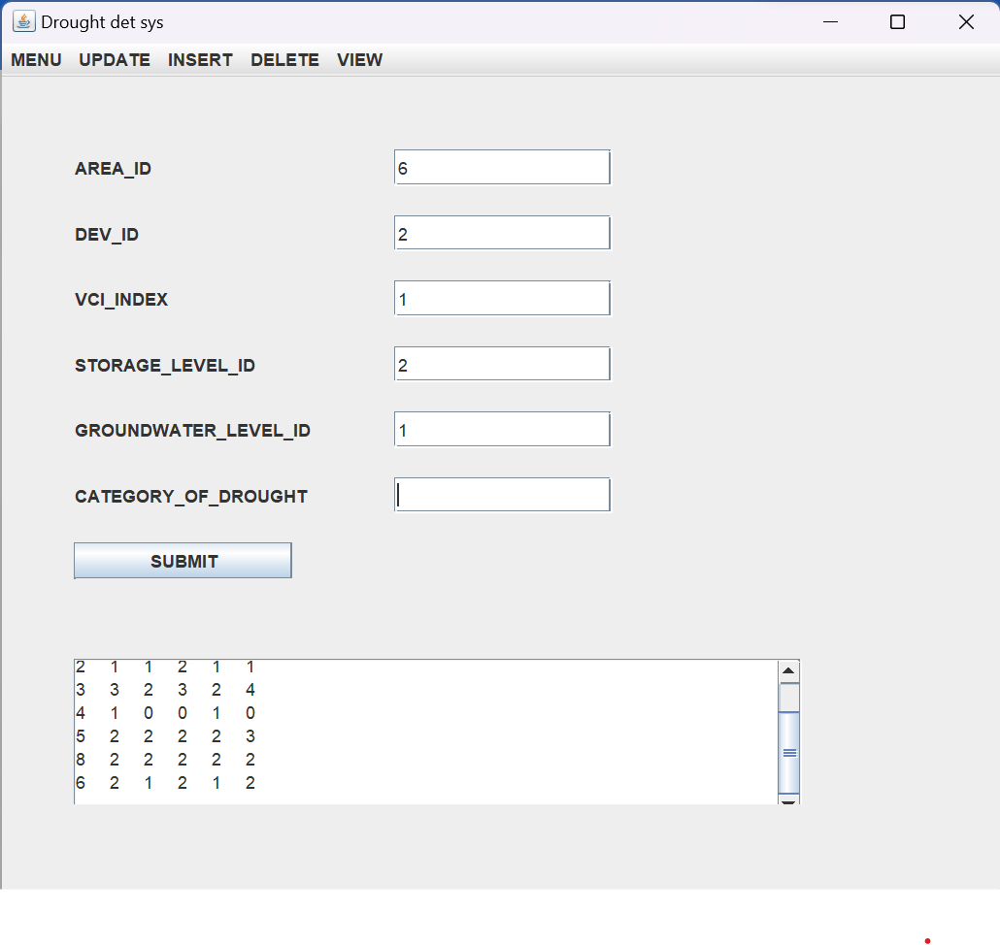 Drought det sys
MENU UPDATE INSERT DELETE VIEW
AREA_ID 6
DEV_ID 2
VCI_INDEX 1
STORAGE_LEVEL_ID 2
GROUNDWATER_LEVEL_ID 1
CATEGORY_OF_DROUGHT
SUBMIT
2 1 1 2 1 1
3 3 2 3 2 4
4 1 0 0 1 0
5 2 2 2 2 3
8 2 2 2 2 2
6 2 1 2 1 2